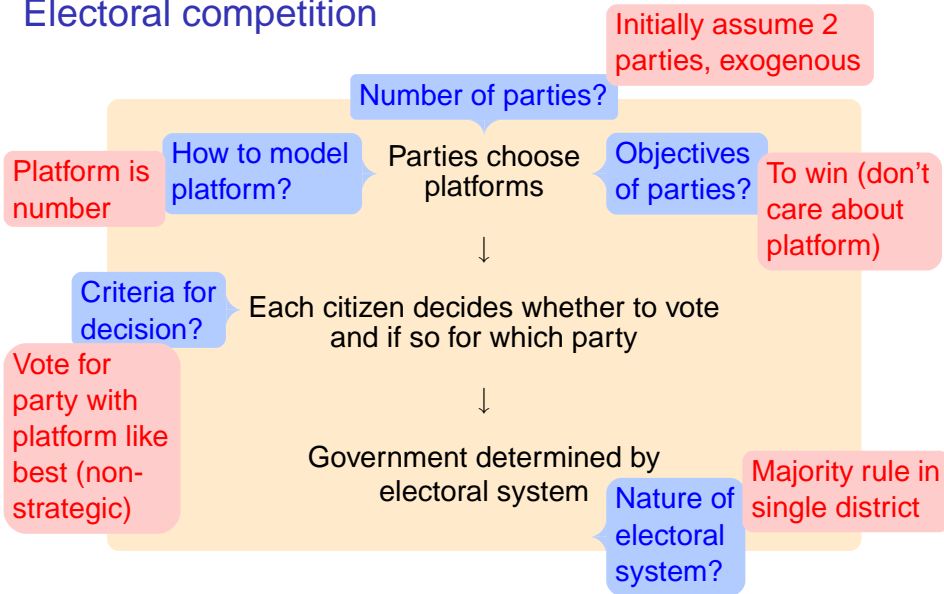 Electoral competition
Initially assume 2
parties, exogenous
Number of parties?
How to model
platform?
Platform is
number
Parties choose
platforms
Objectives
of parties?
To win (don't
care about
platform)
↓
Criteria for
decision?
Each citizen decides whether to vote
and if so for which party
Vote for
party with
platform like
best (non-
strategic)
↓
Government determined by
electoral system
Nature of
electoral
system?
Majority rule in
single district